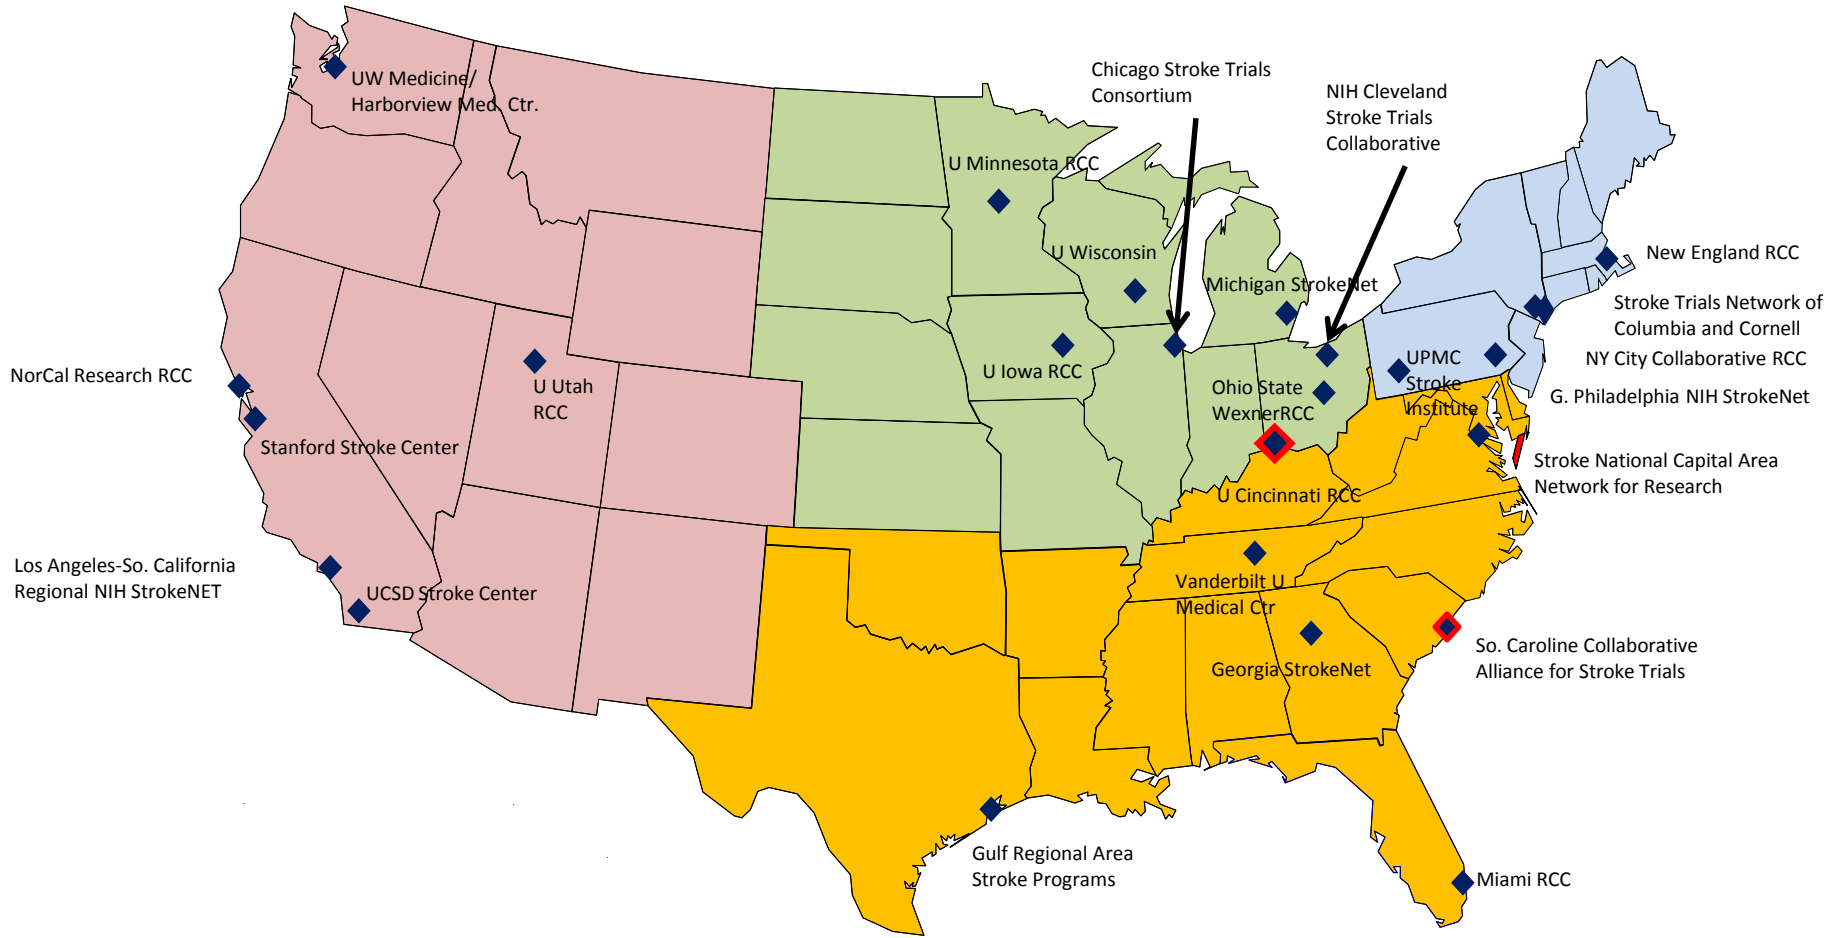 UW Medicine/
Harborview Med. Ctr.
Chicago Stroke Trials
Consortium
NIH Cleveland
Stroke Trials
Collaborative
U Minnesota RCC
U Wisconsin
Michigan StrokeNet
New England RCC
Stroke Trials Network of
Columbia and Cornell
NY City Collaborative RCC
G. Philadelphia NIH StrokeNet
UPMC
Stroke
Institute
U Iowa RCC
Ohio State
WexnerRCC
NorCal Research RCC
U Utah
RCC
Stanford Stroke Center
Stroke National Capital Area
Network for Research
U Cincinnati RCC
Los Angeles-So. California
Regional NIH StrokeNET
UCSD Stroke Center
Vanderbilt U
Medical Ctr
Georgia StrokeNet
So. Caroline Collaborative
Alliance for Stroke Trials
Gulf Regional Area
Stroke Programs
Miami RCC